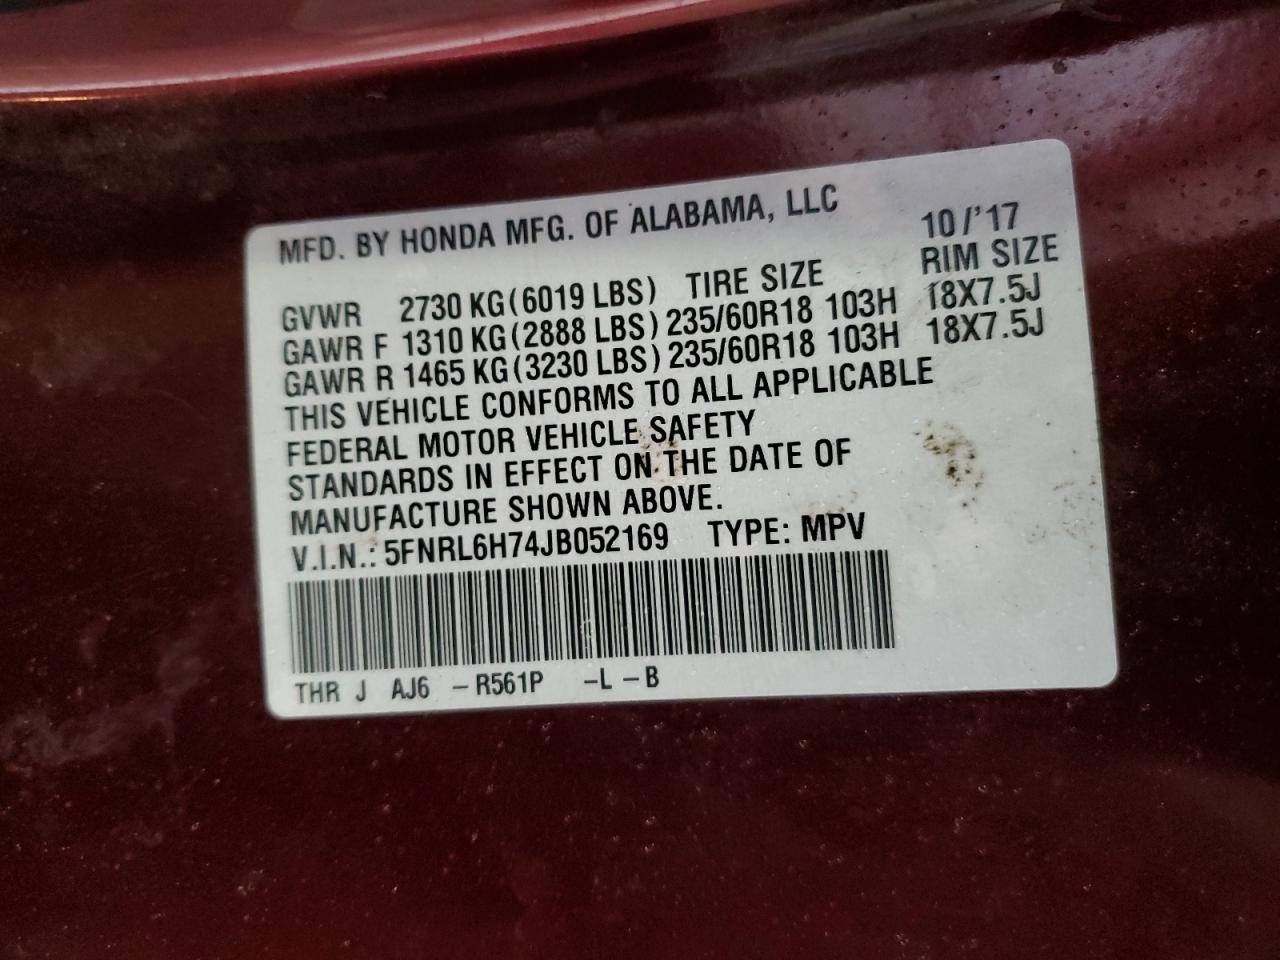 MFD. BY HONDA MFG. OF ALABAMA, LLC 10/'17
GVWR 2730 KG(6019 LBS) TIRE SIZE RIM SIZE
GAWR F 1310 KG(2888 LBS) 235/60R18 103H 18X7.5J
GAWR R 1465 KG(3230 LBS) 235/60R18 103H 18X7.5J
THIS VEHICLE CONFORMS TO ALL APPLICABLE
FEDERAL MOTOR VEHICLE SAFETY
STANDARDS IN EFFECT ON THE DATE OF
MANUFACTURE SHOWN ABOVE.
V.I.N.: 5FNRL6H74JB052169 TYPE: MPV
THR J AJ6 -R561P -L-B